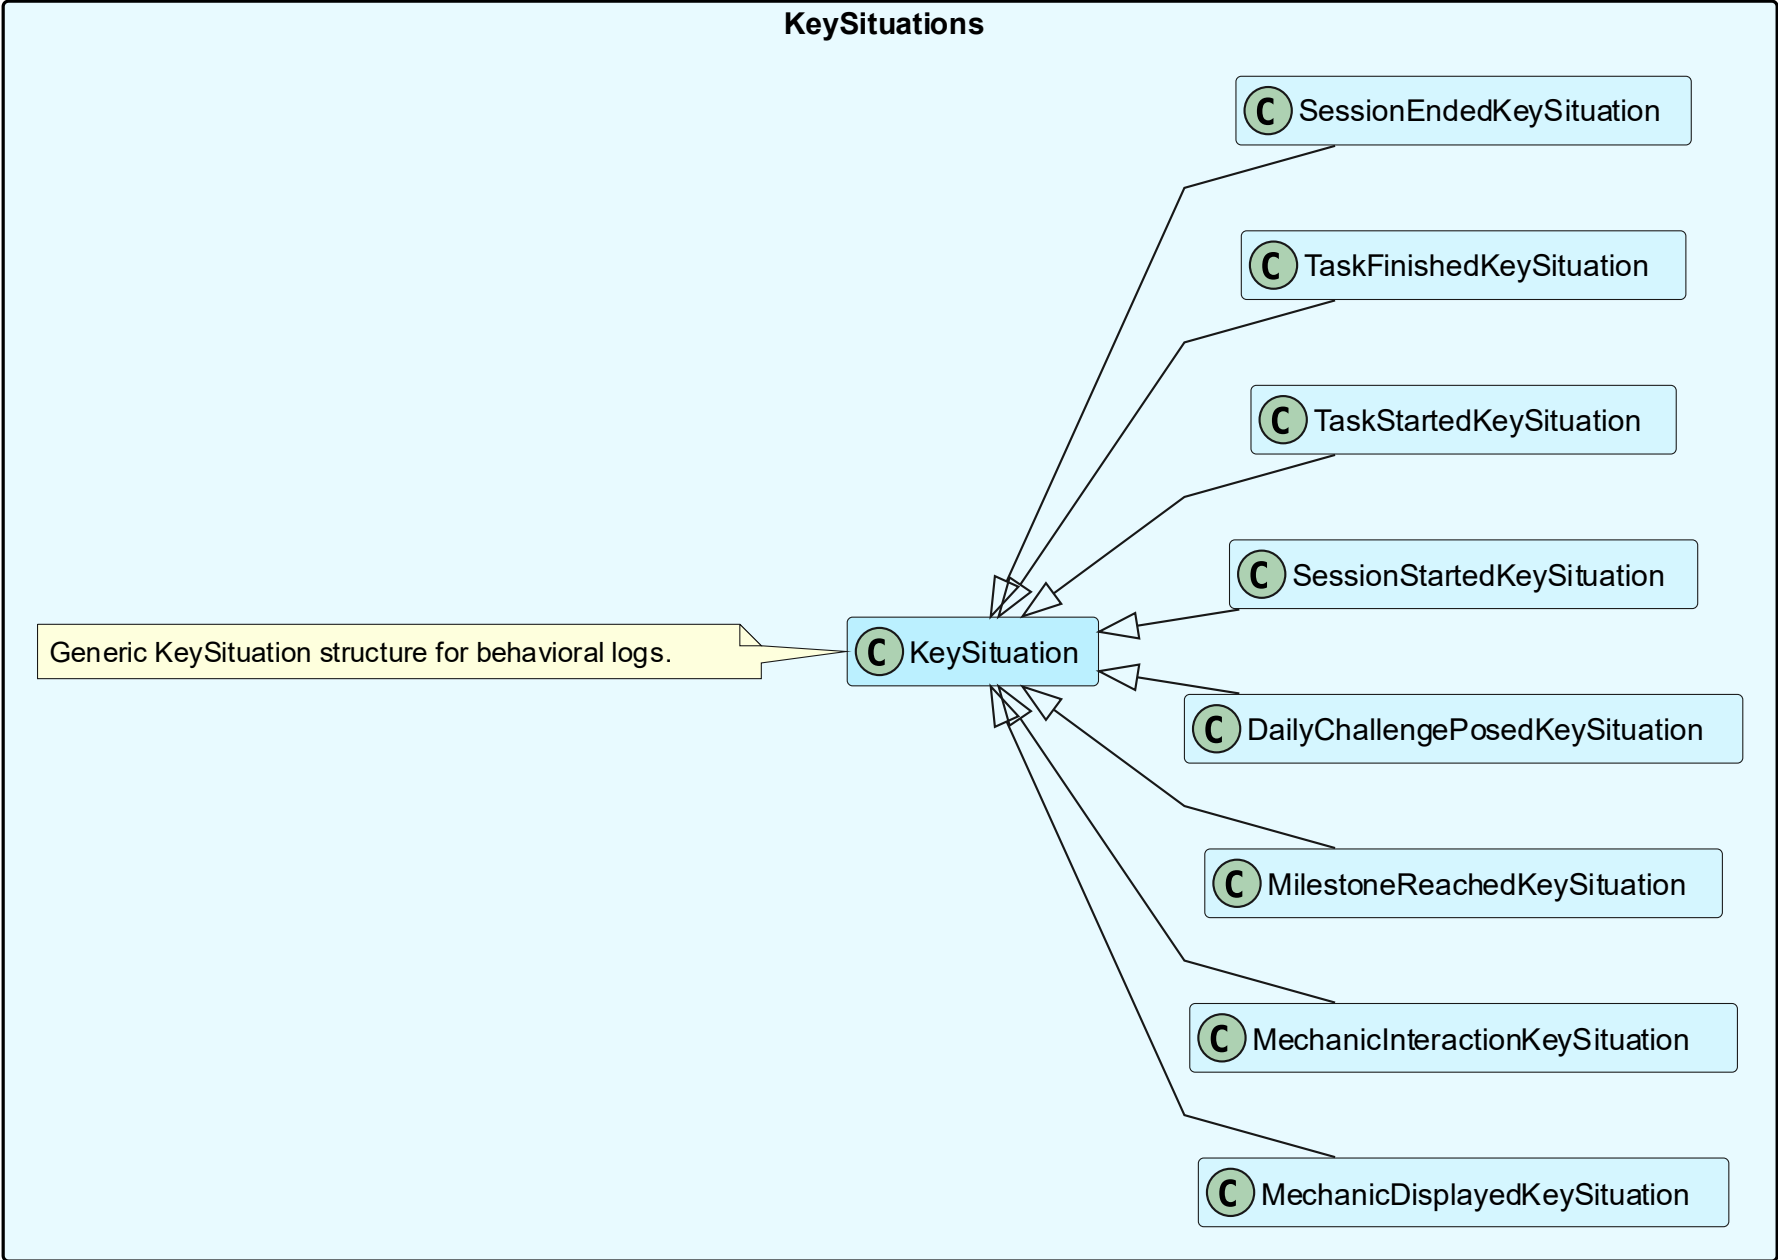 KeySituations
C SessionEndedKeySituation
C TaskFinishedKeySituation
C TaskStartedKeySituation
C SessionStartedKeySituation
Generic KeySituation structure for behavioral logs.
C KeySituation
C DailyChallengePosedKeySituation
C MilestoneReachedKeySituation
C MechanicInteractionKeySituation
C MechanicDisplayedKeySituation